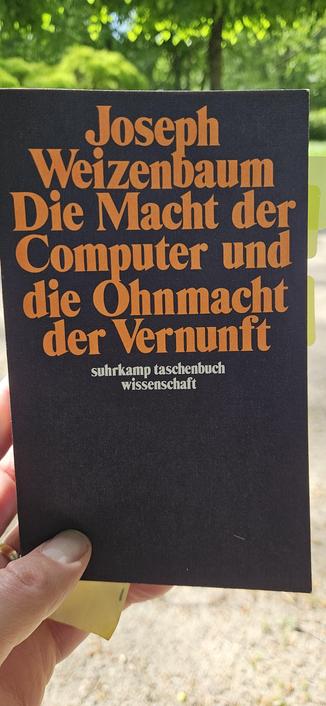 Joseph
Weizenbaum
Die Macht der
Computer und
die Ohnmacht
der Vernunft
suhrkamp taschenbuch
wissenschaft